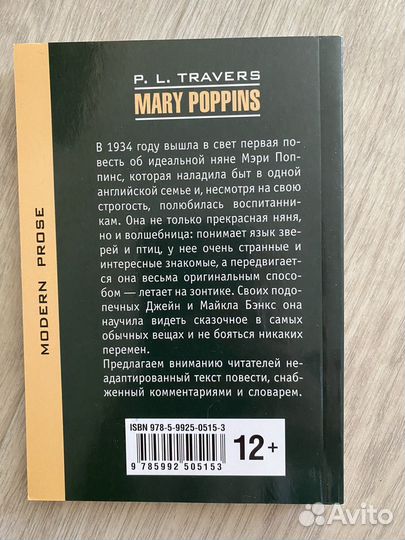 P. L. TRAVERS
MARY POPPINS
В 1934 году вышла в свет первая по-
весть об идеальной няне Мэри Поп-
пинс, которая наладила быт в одной
английской семье и, несмотря на свою
строгость, полюбилась воспитанни-
кам. Она не только прекрасная няня,
но и волшебница: понимает язык зве-
рей и птиц, у нее очень странные и
интересные знакомые, а передвигает-
ся она весьма оригинальным спосо-
бом — летает на зонтике. Своих подо-
печных Джейн и Майкла Бэнкс она
научила видеть сказочное в самых
обычных вещах и не бояться никаких
перемен.
Предлагаем вниманию читателей не-
адаптированный текст повести, снаб-
женный комментариями и словарем.
MODERN PROSE
ISBN 978-5-9925-0515-3
9 785992 505153
12+
Avito